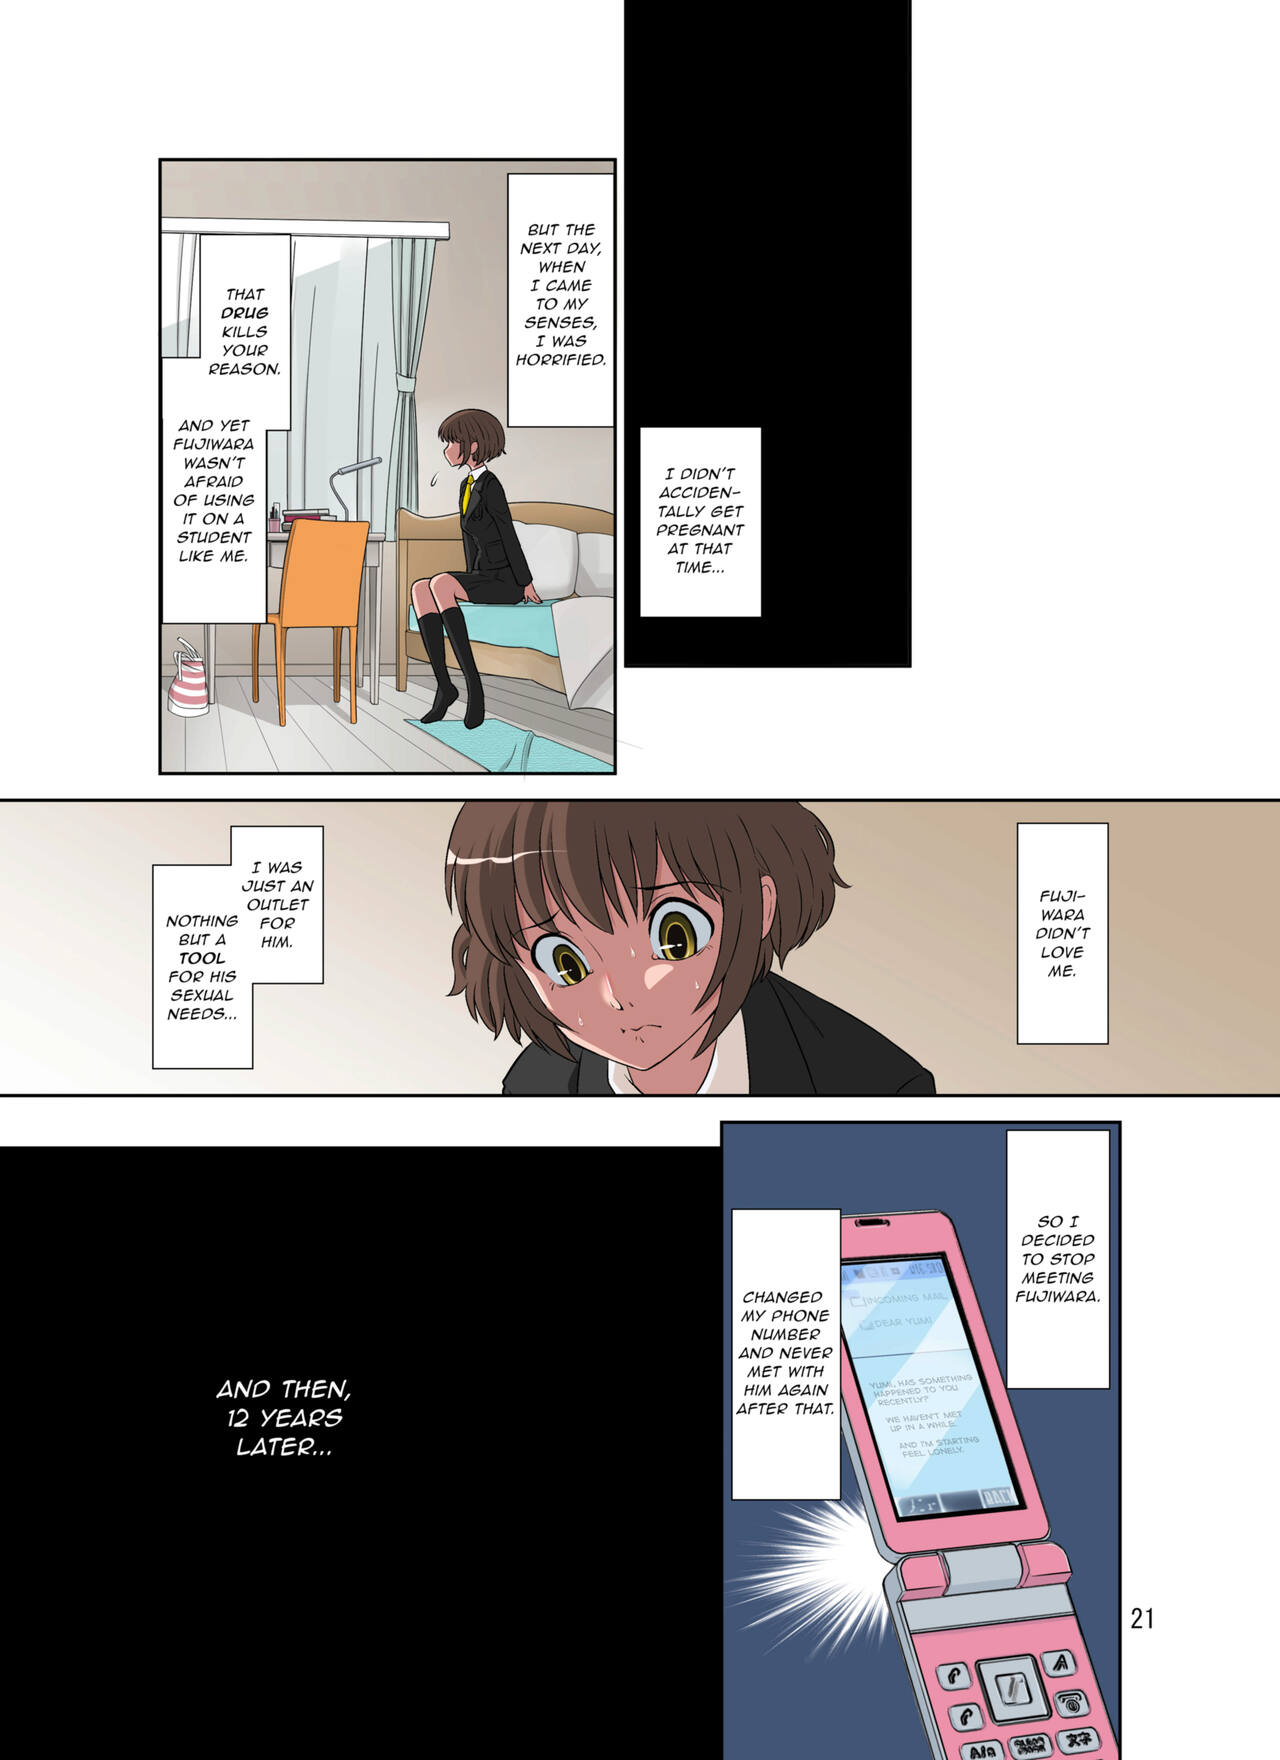 I DIDN'T
ACCIDEN-
TALLY GET
PREGNANT
AT THAT
TIME...
BUT THE
NEXT DAY,
WHEN
I CAME
TO MY
SENSES,
I WAS
HORRIFIED.
THAT
DRUG
KILLS
YOUR
REASON.
AND YET
FUJIWARA
WASN'T
AFRAID
OF USING
IT ON A
STUDENT
LIKE ME.
FUJI-
WARA
DIDN'T
LOVE
ME.
I WAS
JUST AN
OUTLET FOR
HIM.
NOTHING
BUT A
TOOL
FOR HIS
SEXUAL
NEEDS...
SO I
DECIDED
TO STOP
MEETING
FUJIWARA.
CHANGED
MY PHONE
NUMBER
AND NEVER
MET WITH
HIM AGAIN
AFTER THAT.
INCOMING MAIL
DEAR YUMI
YUMI, HAS SOMETHING
HAPPENED TO YOU
RECENTLY?
WE HAVEN'T MET
UP IN A WHILE.
AND I'M STARTING
FEEL LONELY.
文字
AND THEN,
12 YEARS
LATER...
21